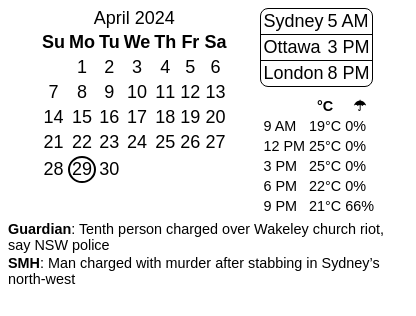 April 2024
Su Mo Tu We Th Fr Sa
1 2 3 4 5 6
7 8 9 10 11 12 13
14 15 16 17 18 19 20
21 22 23 24 25 26 27
28 29 30
Sydney 5 AM
Ottawa 3 PM
London 8 PM
°C ☂
9 AM 19°C 0%
12 PM 25°C 0%
3 PM 25°C 0%
6 PM 22°C 0%
9 PM 21°C 66%
Guardian: Tenth person charged over Wakeley church riot,
say NSW police
SMH: Man charged with murder after stabbing in Sydney’s
north-west